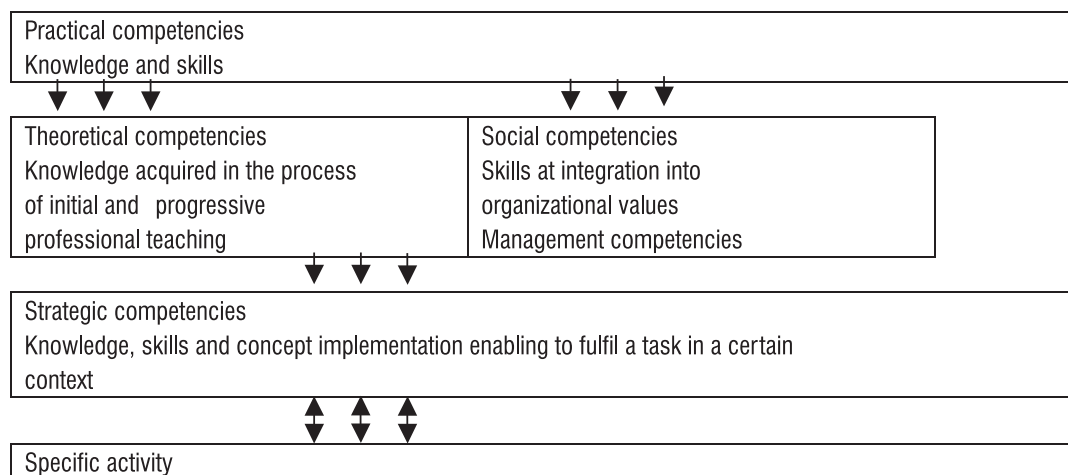 Practical competencies
Knowledge and skills
Theoretical competencies
Knowledge acquired in the process
of initial and progressive
professional teaching
Social competencies
Skills at integration into
organizational values
Management competencies
Strategic competencies
Knowledge, skills and concept implementation enabling to fulfil a task in a certain
context
Specific activity